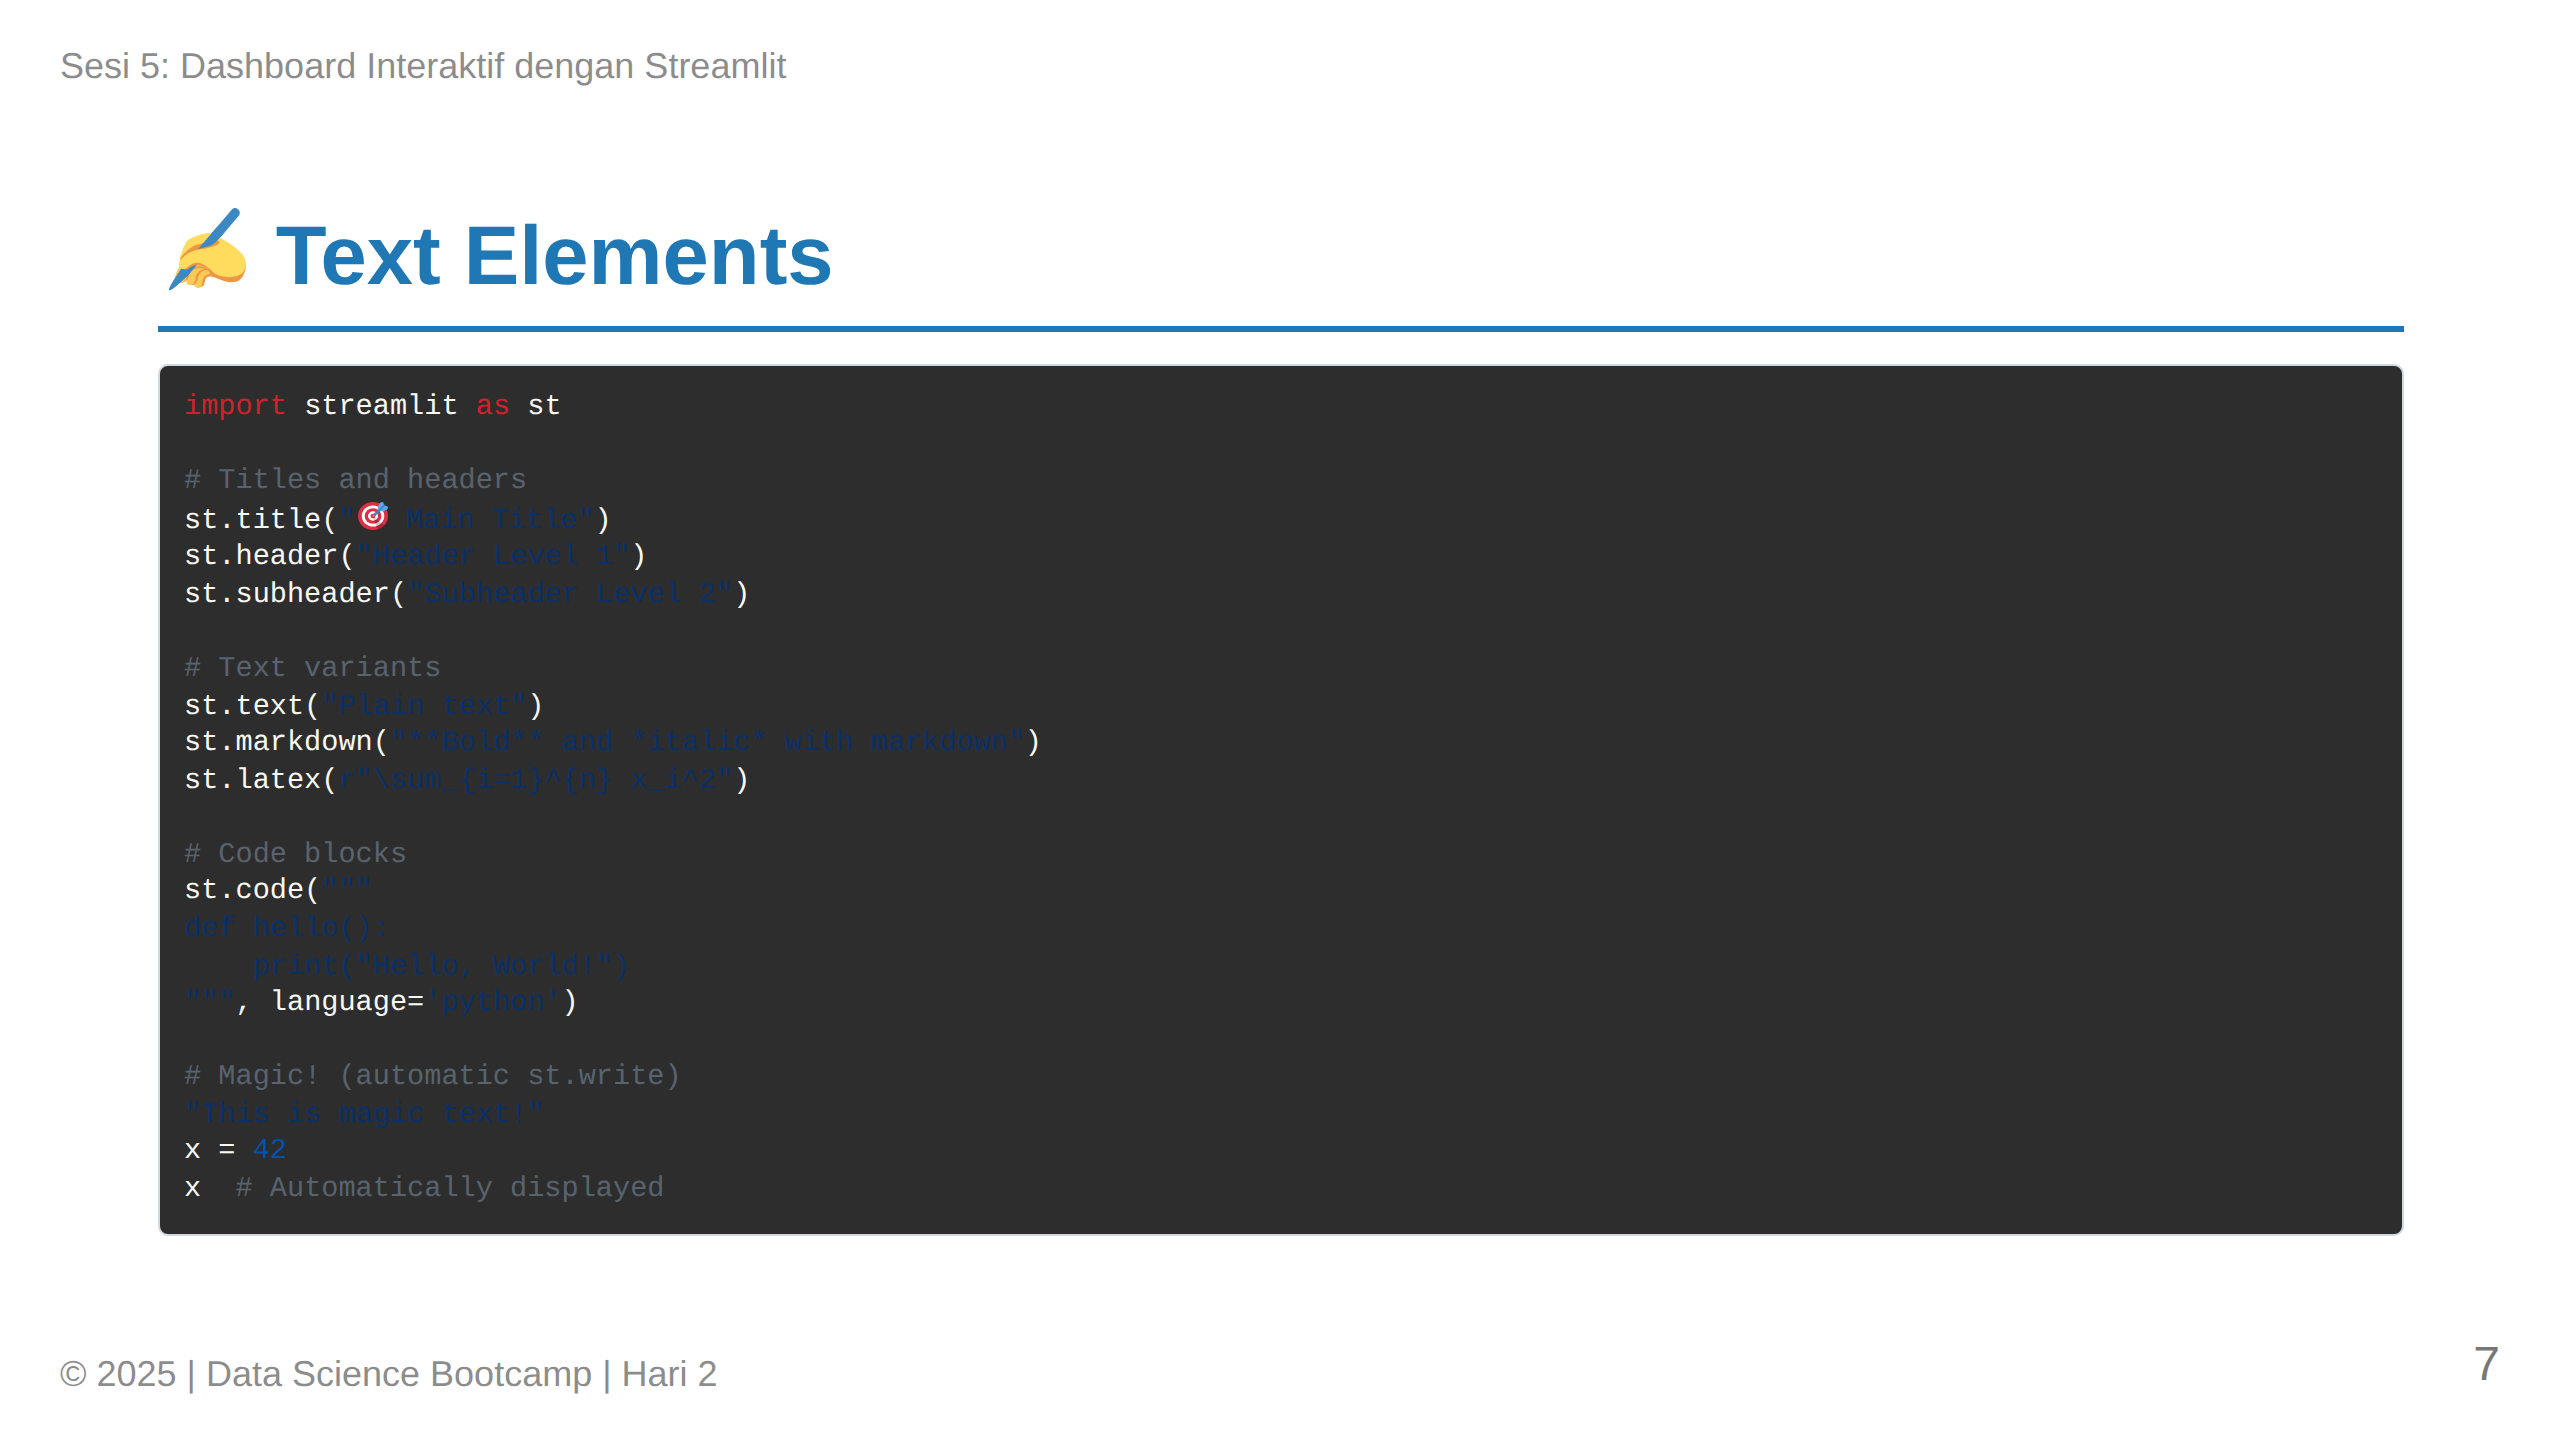 Sesi 5: Dashboard Interaktif dengan Streamlit
✍️ Text Elements
import streamlit as st
# Titles and headers
st.title("🎯 Main Title")
st.header("Header Level 1")
st.subheader("Subheader Level 2")
# Text variants
st.text("Plain text")
st.markdown("**Bold** and *italic* with markdown")
st.latex(r"\sum_{i=1}^{n} x_i^2")
# Code blocks
st.code("""
def hello():
    print("Hello, World!")
""", language='python')
# Magic! (automatic st.write)
"This is magic text!"
x = 42
x  # Automatically displayed
© 2025 | Data Science Bootcamp | Hari 2
7